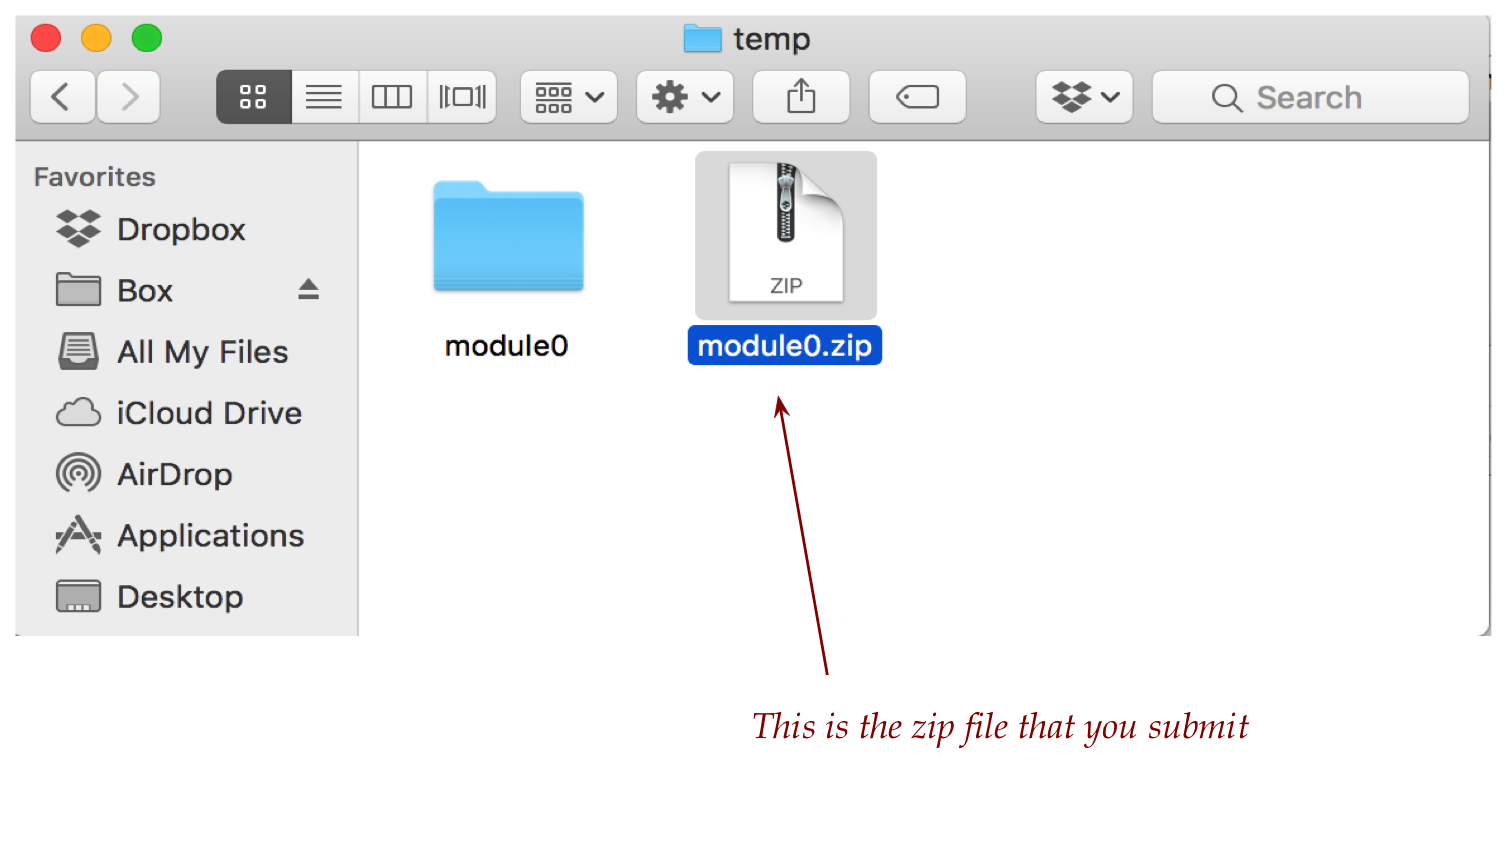 temp
Search
Favorites
Dropbox
Box
All My Files
iCloud Drive
AirDrop
Applications
Desktop
ZIP
module0
module0.zip
This is the zip file that you submit